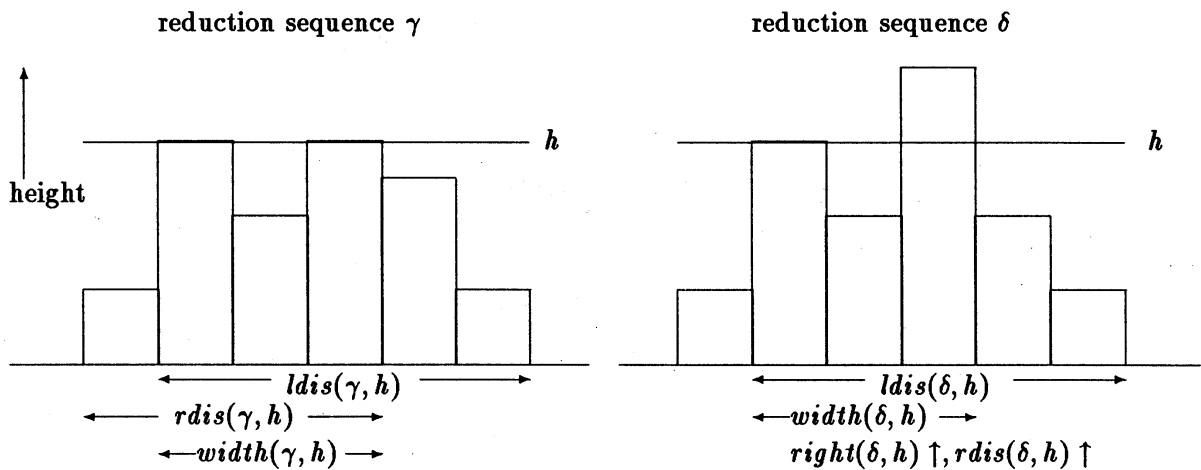 reduction sequence γ
reduction sequence δ
h
h
height
ldis(γ, h)
rdis(γ, h)
width(γ, h)
ldis(δ, h)
width(δ, h)
right(δ, h) ↑, rdis(δ, h) ↑